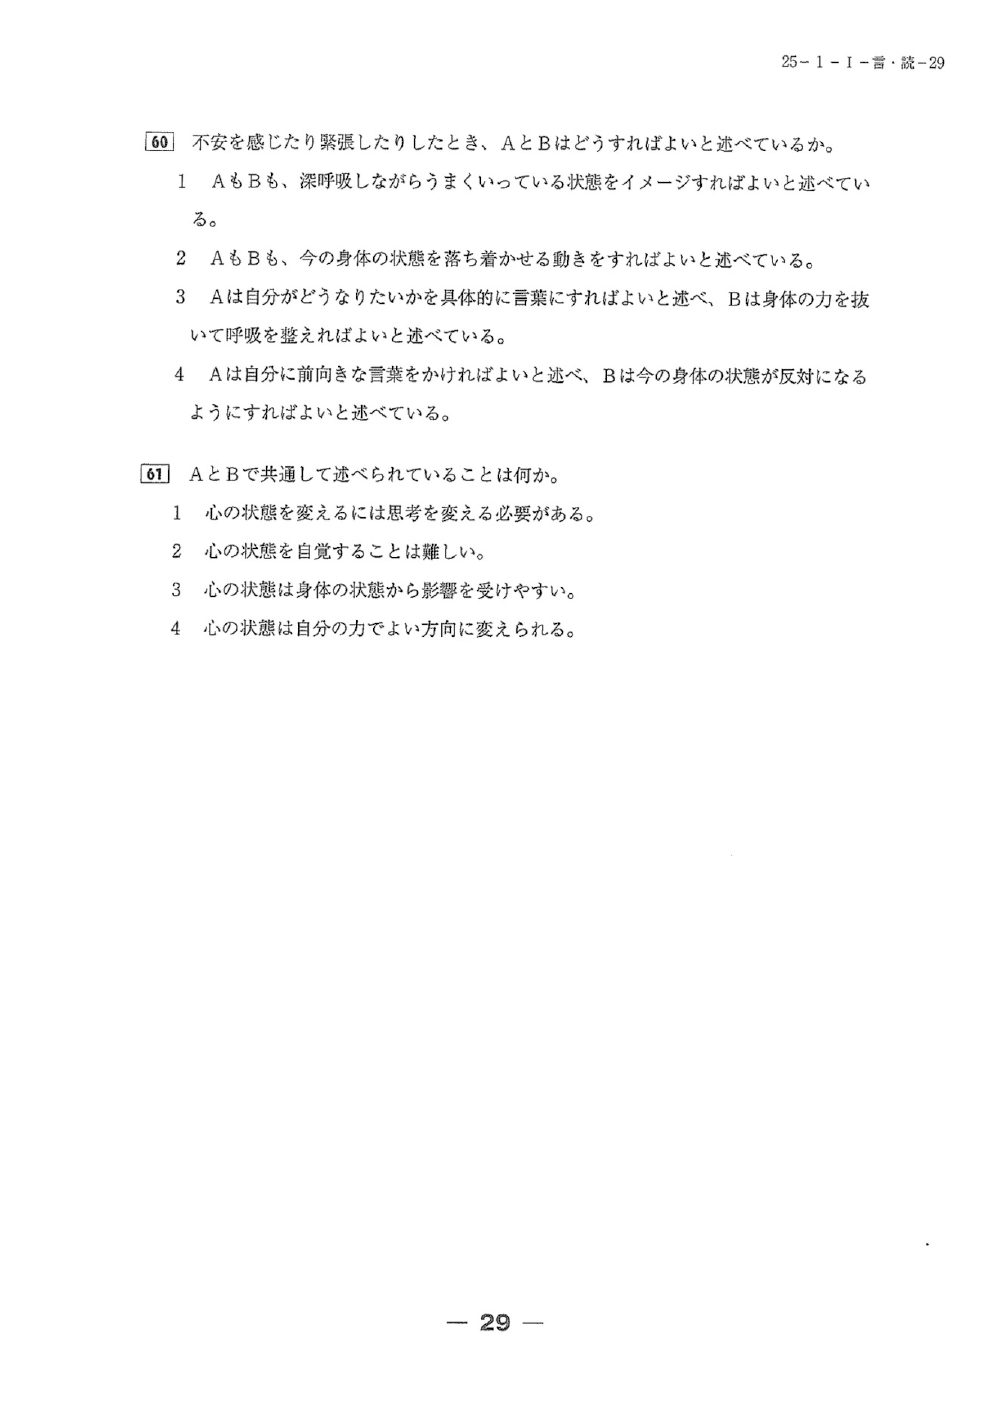 25-1-I-言・読-29
60 不安を感じたり緊張したりしたとき、AとBはどうすればよいと述べているか。
1 AもBも、深呼吸しながらうまくいっている状態をイメージすればよいと述べてい
る。
2 AもBも、今の身体の状態を落ち着かせる動きをすればよいと述べている。
3 Aは自分がどうなりたいかを具体的に言葉にすればよいと述べ、Bは身体の力を抜
いて呼吸を整えればよいと述べている。
4 Aは自分に前向きな言葉をかければよいと述べ、Bは今の身体の状態が反対になる
ようにすればよいと述べている。
61 AとBで共通して述べられていることは何か。
1 心の状態を変えるには思考を変える必要がある。
2 心の状態を自覚することは難しい。
3 心の状態は身体の状態から影響を受けやすい。
4 心の状態は自分の力でよい方向に変えられる。
— 29 —